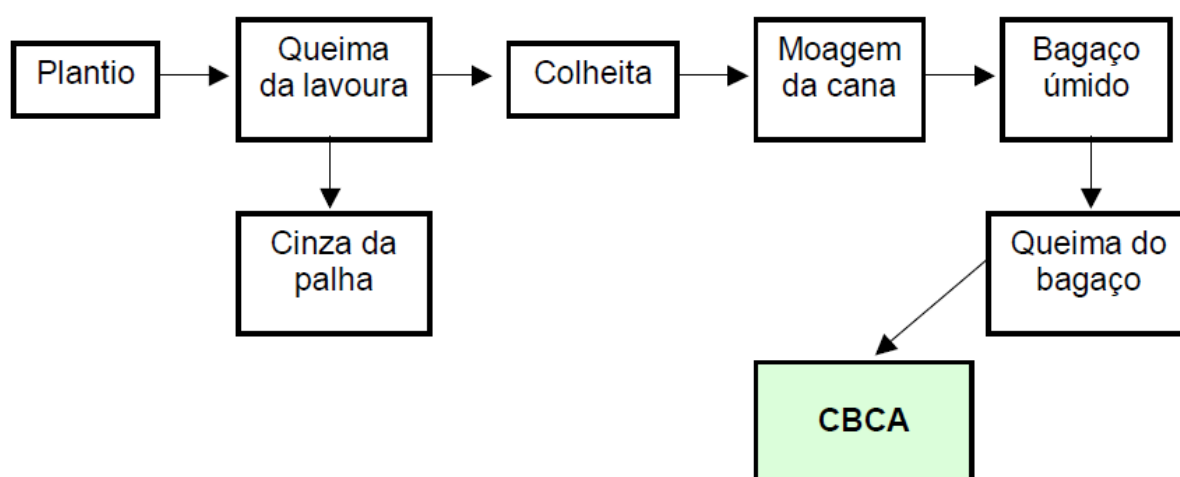 Plantio
Queima
da lavoura
Colheita
Moagem
da cana
Bagaço
úmido
Cinza da
palha
Queima do
bagaço
CBCA